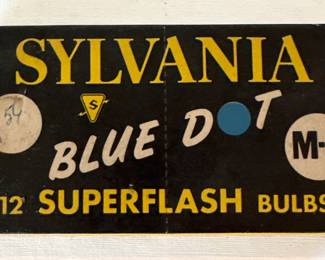 SYLVANIA
54
S
BLUE DOT
M-
12 SUPERFLASH BULBS